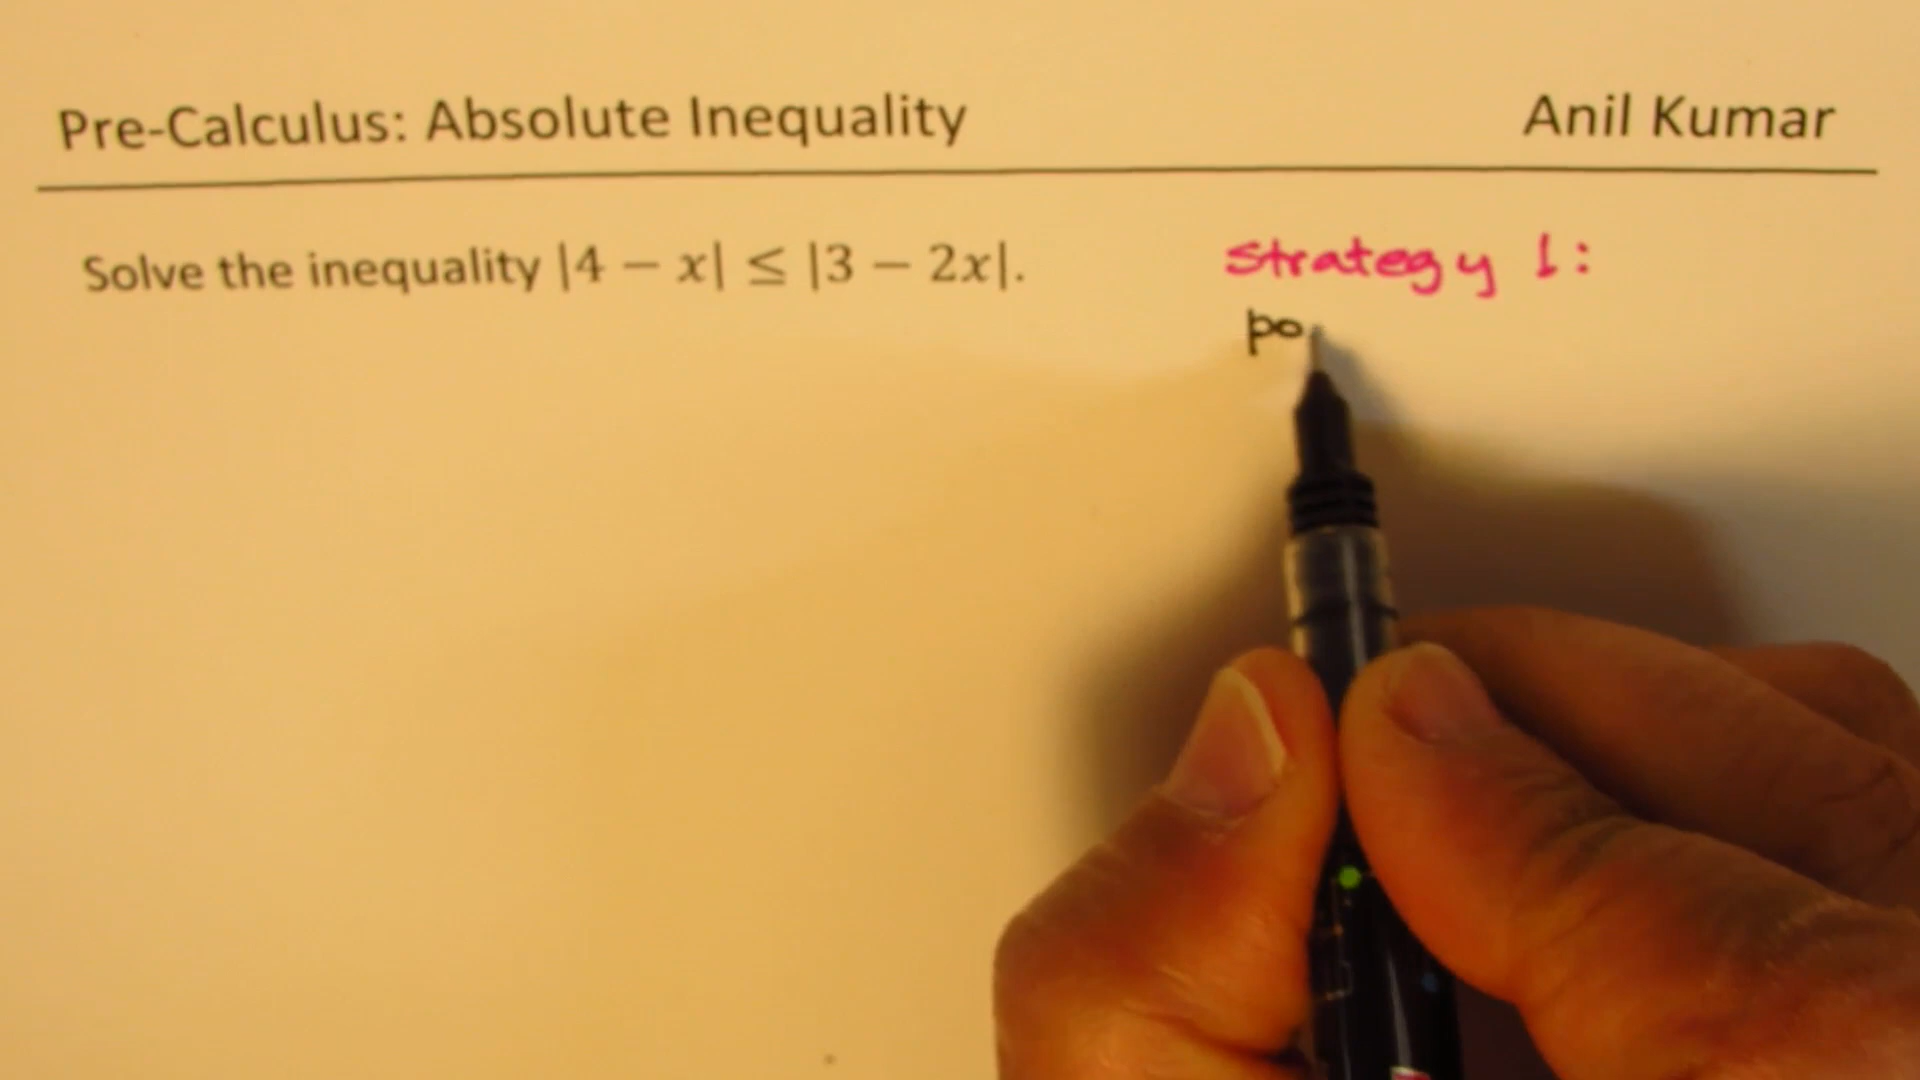 Pre-Calculus: Absolute Inequality
Anil Kumar
Solve the inequality |4 − x| ≤ |3 − 2x|.
Strategy 1:
po